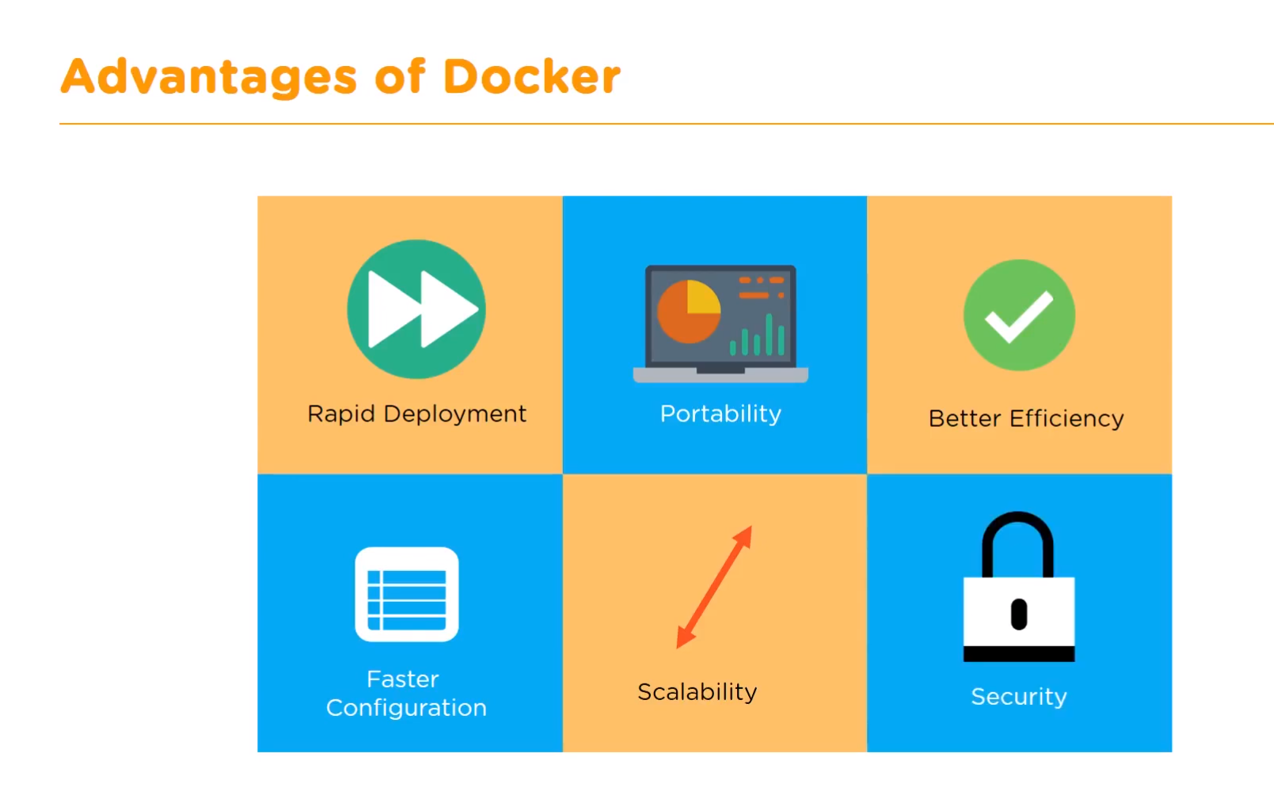 Advantages of Docker
Rapid Deployment
Portability
Better Efficiency
Faster
Configuration
Scalability
Security